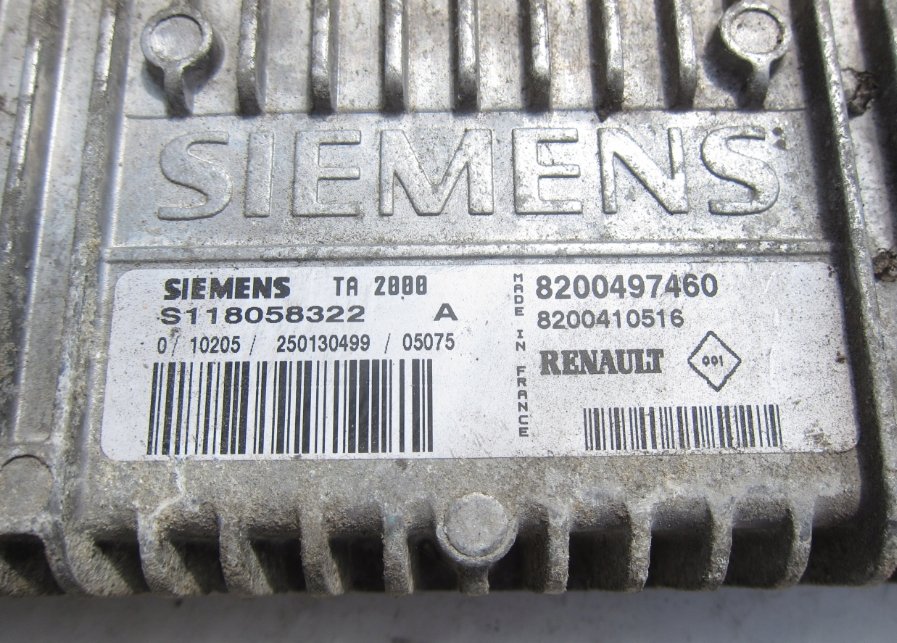 SIEMENS
SIEMENS TA 2000
S118058322 A
0/ 10205 / 250130499 / 05075
MADE IN FRANCE
8200497460
8200410516
RENAULT
001